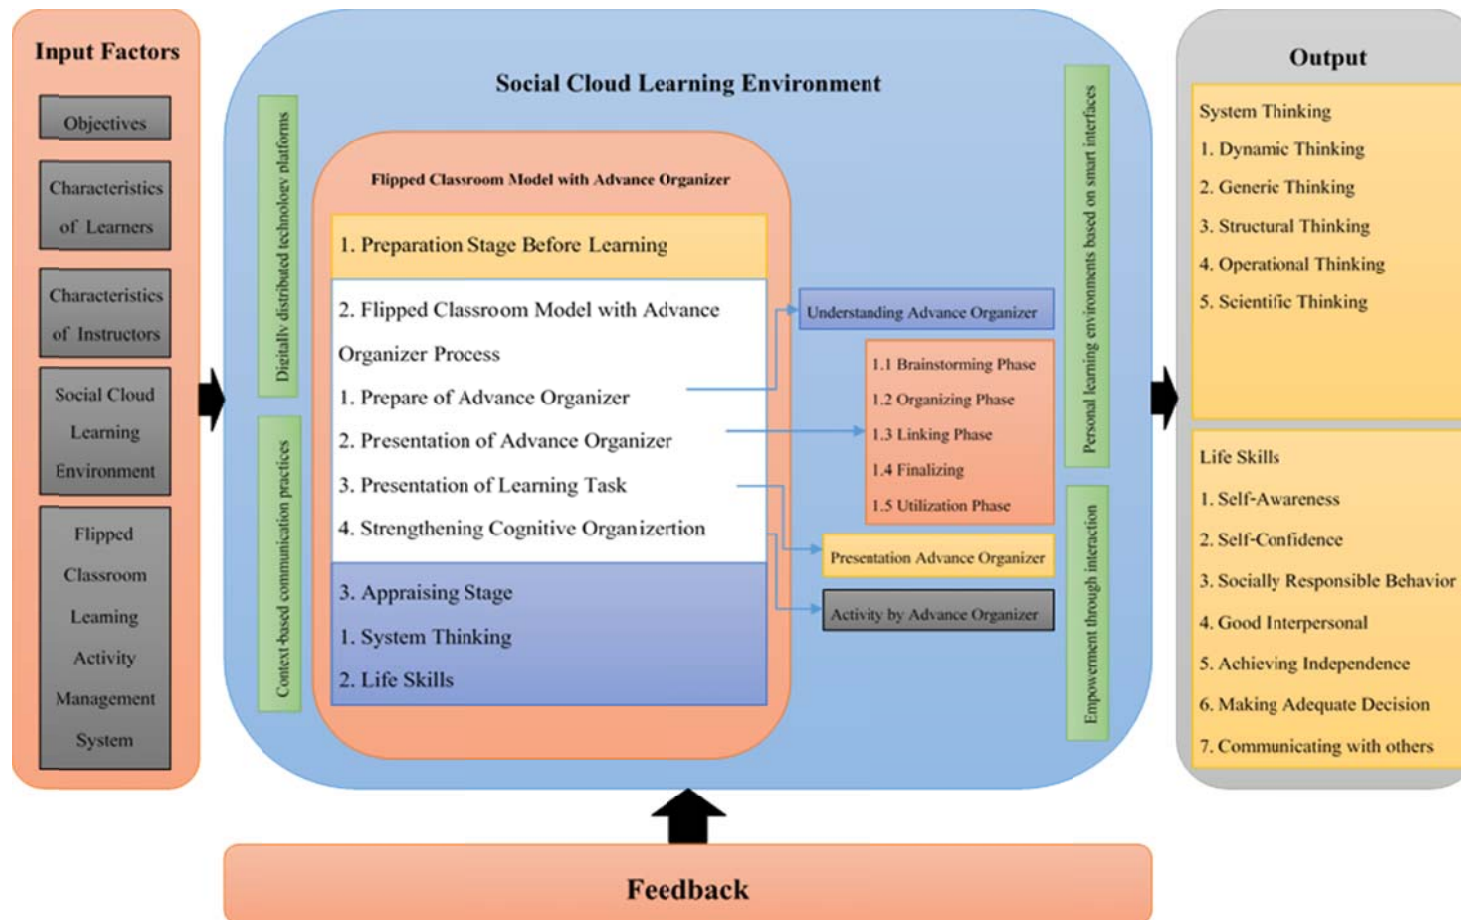 Input Factors
Objectives
Characteristics
of Learners
Characteristics
of Instructors
Social Cloud
Learning
Environment
Flipped
Classroom
Learning
Activity
Management
System
Social Cloud Learning Environment
Digitally distributed technology platforms
Context-based communication practices
Flipped Classroom Model with Advance Organizer
1. Preparation Stage Before Learning
2. Flipped Classroom Model with Advance
Organizer Process
1. Prepare of Advance Organizer
2. Presentation of Advance Organizer
3. Presentation of Learning Task
4. Strengthening Cognitive Organizertion
3. Appraising Stage
1. System Thinking
2. Life Skills
Understanding Advance Organizer
1.1 Brainstorming Phase
1.2 Organizing Phase
1.3 Linking Phase
1.4 Finalizing
1.5 Utilization Phase
Presentation Advance Organizer
Activity by Advance Organizer
Personal learning environments based on smart interfaces
Empowerment through interaction
Output
System Thinking
1. Dynamic Thinking
2. Generic Thinking
3. Structural Thinking
4. Operational Thinking
5. Scientific Thinking
Life Skills
1. Self-Awareness
2. Self-Confidence
3. Socially Responsible Behavior
4. Good Interpersonal
5. Achieving Independence
6. Making Adequate Decision
7. Communicating with others
Feedback